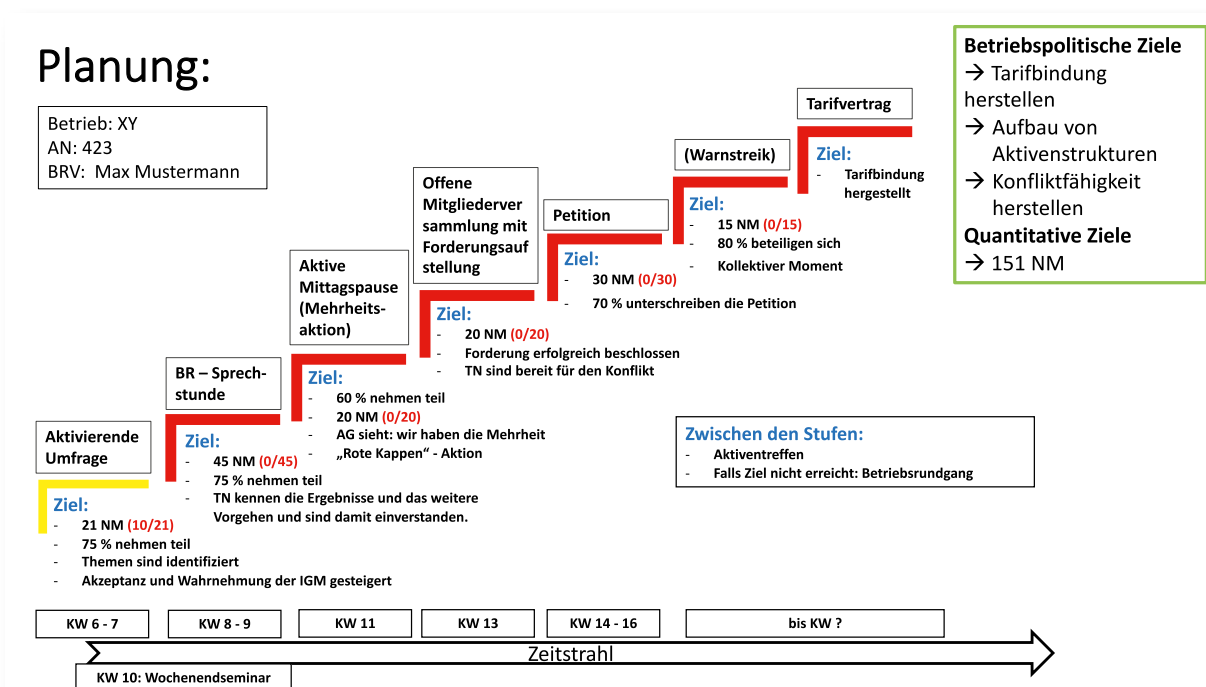 Planung:
Betrieb: XY
AN: 423
BRV:  Max Mustermann
Betriebspolitische Ziele
→ Tarifbindung
herstellen
→ Aufbau von
Aktivenstrukturen
→ Konfliktfähigkeit
herstellen
Quantitative Ziele
→ 151 NM
Aktivierende
Umfrage
Ziel:
- 21 NM (10/21)
- 75 % nehmen teil
- Themen sind identifiziert
- Akzeptanz und Wahrnehmung der IGM gesteigert
BR – Sprech-
stunde
Ziel:
- 45 NM (0/45)
- 75 % nehmen teil
- TN kennen die Ergebnisse und das weitere
Vorgehen und sind damit einverstanden.
Aktive
Mittagspause
(Mehrheits-
aktion)
Ziel:
- 60 % nehmen teil
- 20 NM (0/20)
- AG sieht: wir haben die Mehrheit
- „Rote Kappen“ - Aktion
Offene
Mitgliederver
sammlung mit
Forderungsauf
stellung
Ziel:
- 20 NM (0/20)
- Forderung erfolgreich beschlossen
- TN sind bereit für den Konflikt
Petition
Ziel:
- 30 NM (0/30)
- 70 % unterschreiben die Petition
(Warnstreik)
Ziel:
- 15 NM (0/15)
- 80 % beteiligen sich
- Kollektiver Moment
Tarifvertrag
Ziel:
- Tarifbindung
hergestellt
Zwischen den Stufen:
- Aktiventreffen
- Falls Ziel nicht erreicht: Betriebsrundgang
KW 6 - 7
KW 8 - 9
KW 11
KW 13
KW 14 - 16
bis KW ?
Zeitstrahl
KW 10: Wochenendseminar